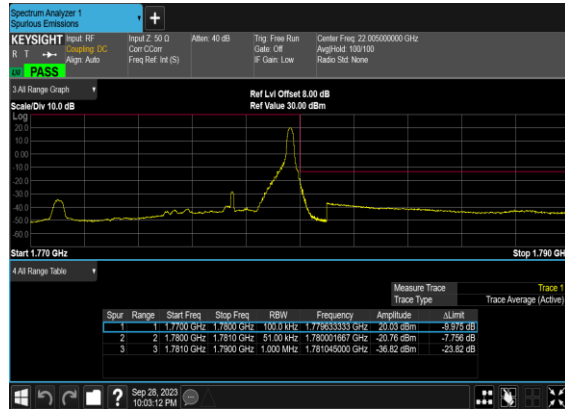 Spectrum Analyzer 1
Spurious Emissions
+
KEYSIGHT Input: RF Input Z: 50 Ω Atten: 40 dB Trig: Free Run Center Freq: 22.005000000 GHz
R T Coupling: DC Corr CCorr Gate: Off Avg|Hold: 100/100
Align: Auto Freq Ref: Int (S) IF Gain: Low Radio Std: None
PASS
3 All Range Graph
Ref Lvl Offset 8.00 dB
Scale/Div 10.0 dB Ref Value 30.00 dBm
Log
20.0
10.0
0.00
-10.0
-20.0
-30.0
-40.0
-50.0
-60.0
Start 1.770 GHz Stop 1.790 GH
4 All Range Table
Measure Trace Trace 1
Trace Type Trace Average (Active)
Spur Range Start Freq Stop Freq RBW Frequency Amplitude ΔLimit
1 1 1.7700 GHz 1.7800 GHz 100.0 kHz 1.779633333 GHz 20.03 dBm -9.975 dB
2 2 1.7800 GHz 1.7810 GHz 51.00 kHz 1.780001667 GHz -20.76 dBm -7.756 dB
3 3 1.7810 GHz 1.7900 GHz 1.000 MHz 1.781045000 GHz -36.82 dBm -23.82 dB
? Sep 28, 2023
10:03:12 PM